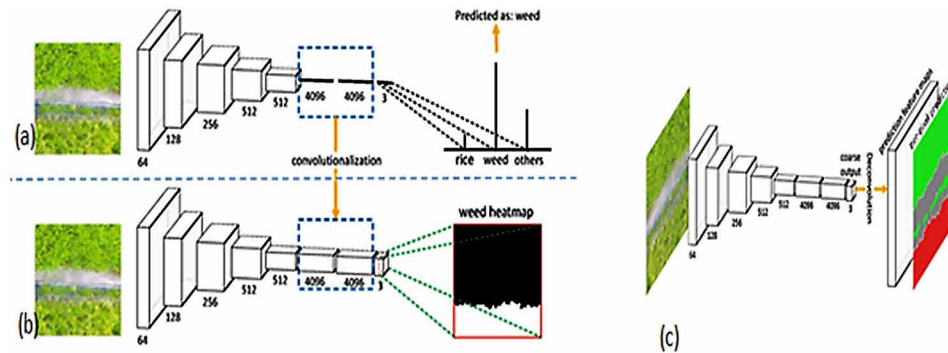 Predicted as: weed
(a)
64
128
256
512
512
4096
4096
3
rice weed others
convolutionalization
weed heatmap
(b)
64
128
256
512
512
4096
4096
3
(c)
64
128
256
512
512
4096
4096
3
coarse
output
Deconvolution
prediction feature maps